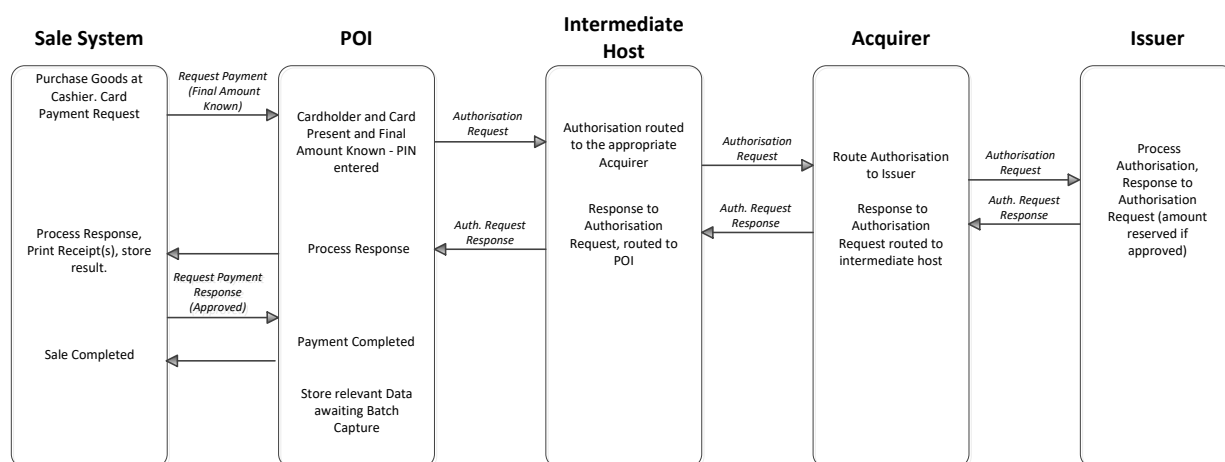 Sale System
POI
Intermediate
Host
Acquirer
Issuer
Purchase Goods at
Cashier. Card
Payment Request
Process Response,
Print Receipt(s), store
result.
Sale Completed
Request Payment
(Final Amount
Known)
Request Payment
Response
(Approved)
Cardholder and Card
Present and Final
Amount Known - PIN
entered
Process Response
Payment Completed
Store relevant Data
awaiting Batch
Capture
Authorisation
Request
Auth. Request
Response
Authorisation routed
to the appropriate
Acquirer
Response to
Authorisation
Request, routed to
POI
Authorisation
Request
Auth. Request
Response
Route Authorisation
to Issuer
Response to
Authorisation
Request routed to
intermediate host
Authorisation
Request
Auth. Request
Response
Process
Authorisation,
Response to
Authorisation
Request (amount
reserved if
approved)